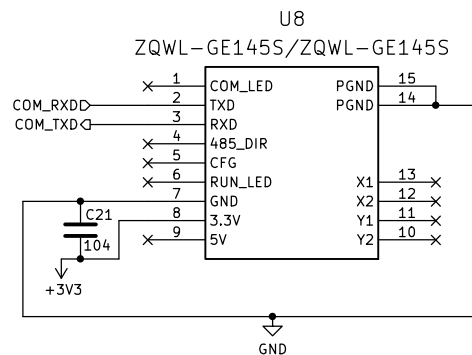 U8
ZQWL-GE145S/ZQWL-GE145S
1 COM_LED PGND 15
COM_RXD 2 TXD PGND 14
COM_TXD 3 RXD
4 485_DIR
5 CFG
6 RUN_LED X1 13
7 GND X2 12
C21 8 3.3V Y1 11
104 9 5V Y2 10
+3V3
GND